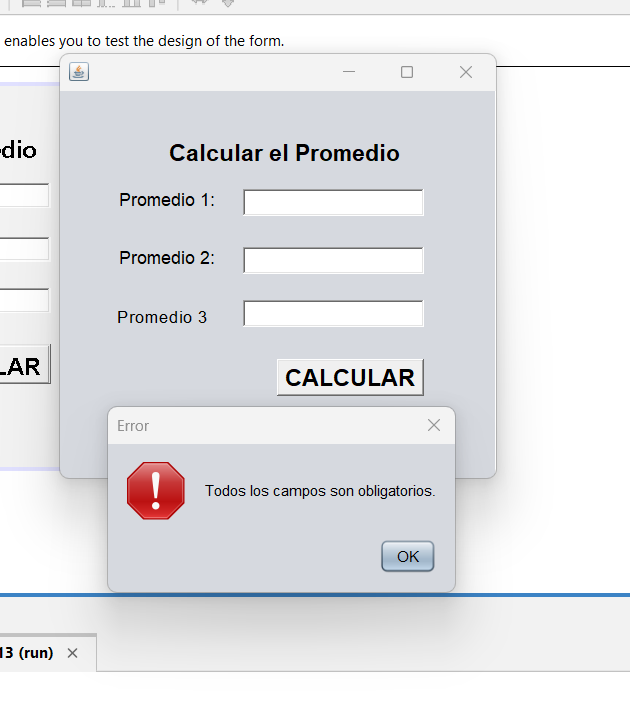 enables you to test the design of the form.
Calcular el Promedio
dio
Promedio 1:
Promedio 2:
Promedio 3
CALCULAR
LAR
Error
Todos los campos son obligatorios.
OK
13 (run)